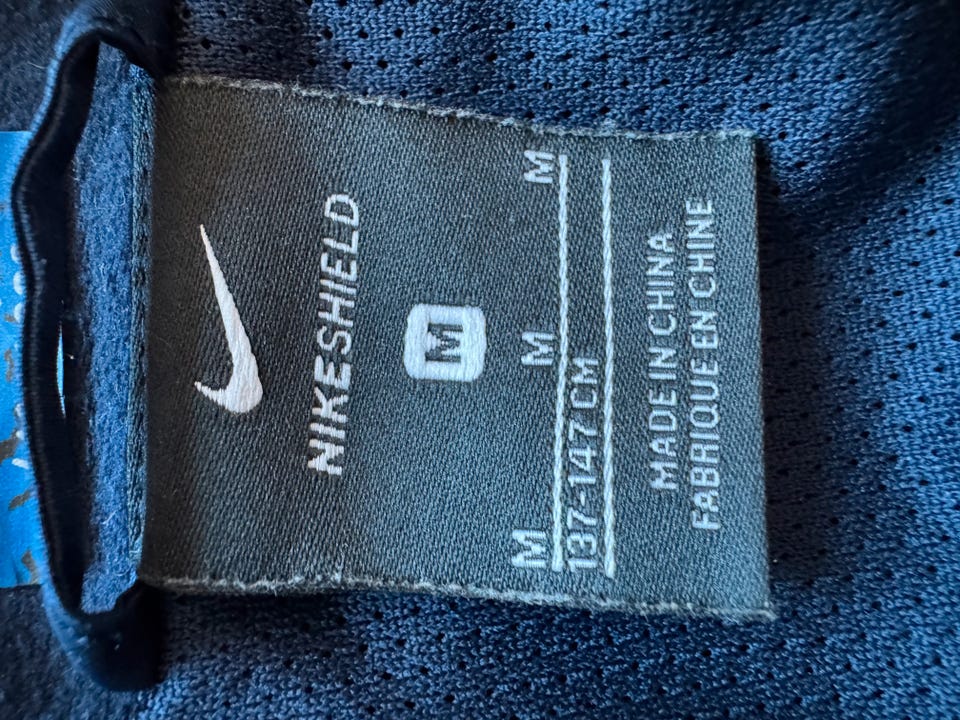 NIKESHIELD
M
M M M
137-147 CM
MADE IN CHINA
FABRIQUE EN CHINE